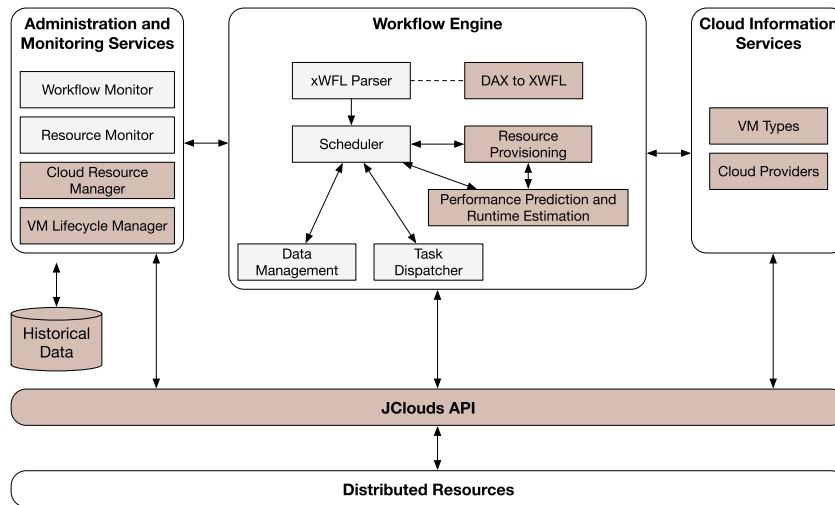 Administration and
Monitoring Services
Workflow Monitor
Resource Monitor
Cloud Resource
Manager
VM Lifecycle Manager
Historical
Data
Workflow Engine
xWFL Parser
DAX to XWFL
Scheduler
Resource
Provisioning
Performance Prediction and
Runtime Estimation
Data
Management
Task
Dispatcher
Cloud Information
Services
VM Types
Cloud Providers
JClouds API
Distributed Resources